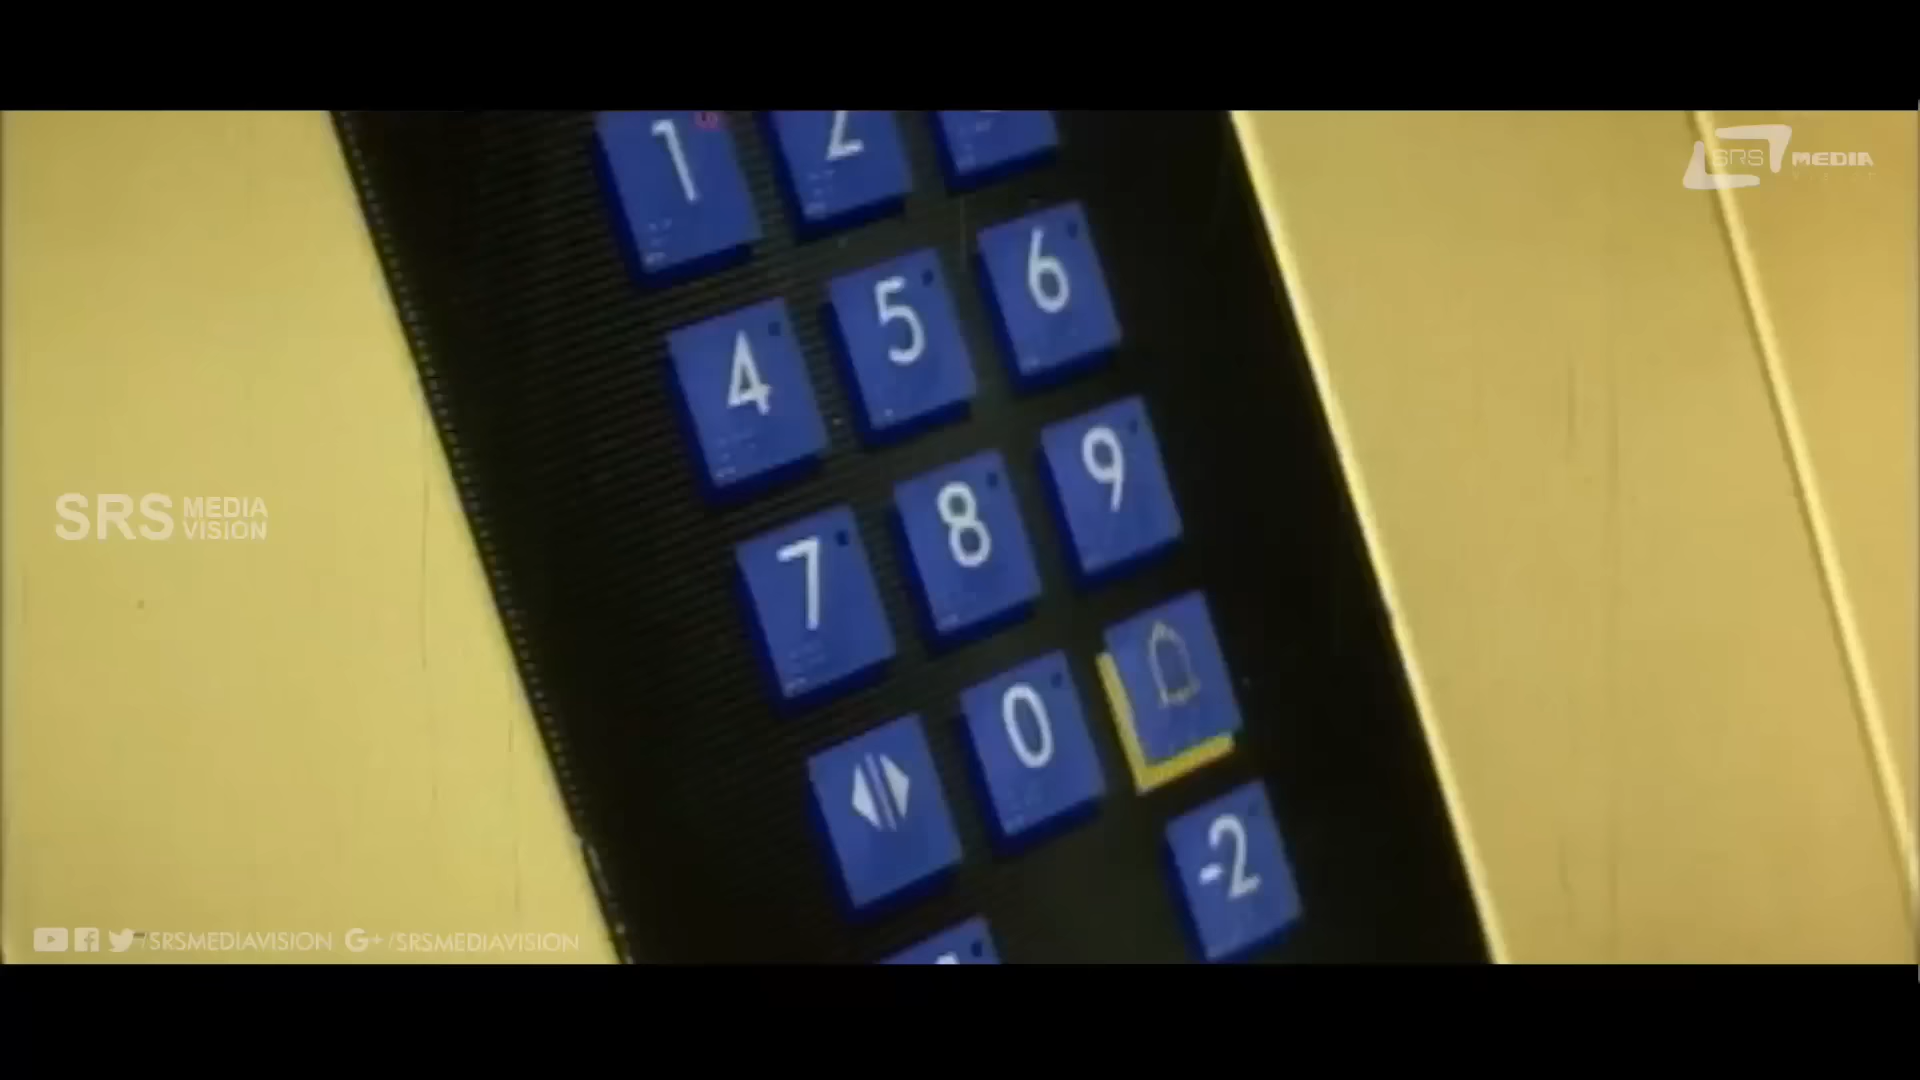 1 2
4 5 6
7 8 9
0
-2
SRS MEDIA
SRS MEDIA
VISION
/SRSMEDIAVISION G+ /SRSMEDIAVISION